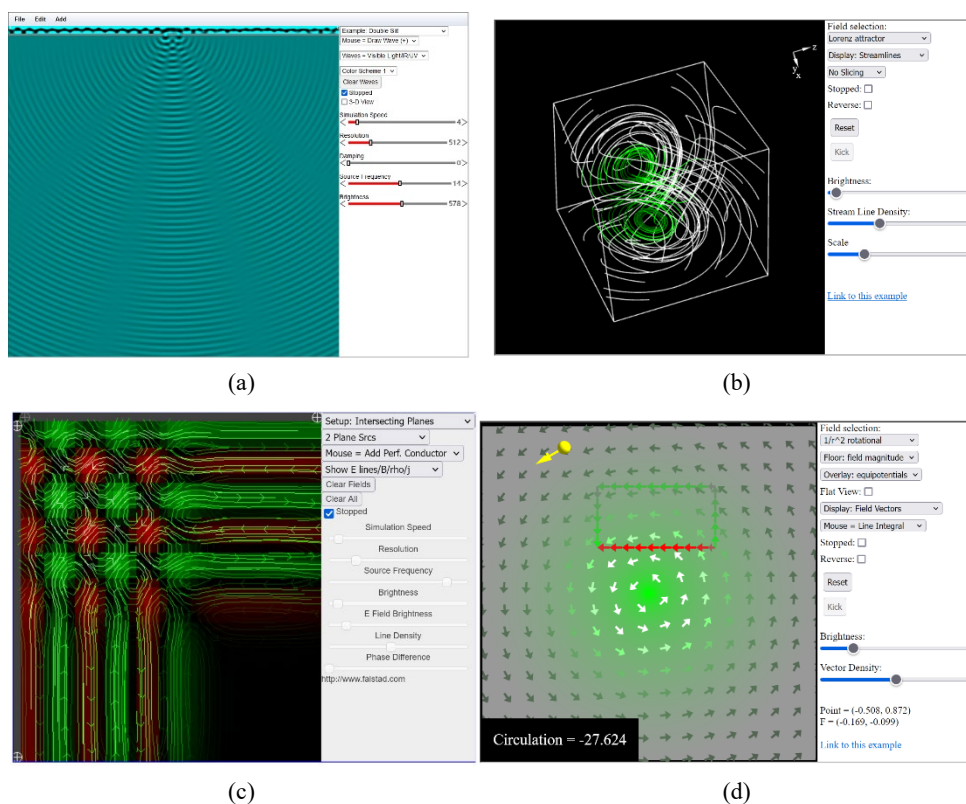 File Edit Add
Example: Double Slit
Mouse = Draw Wave (+)
Waves = Visible Light/IR/UV
Color Scheme 1
Clear Waves
Stopped
3-D View
Simulation Speed
4
Resolution
512
Damping
0
Source Frequency
14
Brightness
578
(a)
z
y
x
Field selection:
Lorenz attractor
Display: Streamlines
No Slicing
Stopped:
Reverse:
Reset
Kick
Brightness:
Stream Line Density:
Scale
Link to this example
(b)
Setup: Intersecting Planes
2 Plane Srcs
Mouse = Add Perf. Conductor
Show E lines/B/rho/j
Clear Fields
Clear All
Stopped
Simulation Speed
Resolution
Source Frequency
Brightness
E Field Brightness
Line Density
Phase Difference
http://www.falstad.com
(c)
Circulation = -27.624
Field selection:
1/r^2 rotational
Floor: field magnitude
Overlay: equipotentials
Flat View:
Display: Field Vectors
Mouse = Line Integral
Stopped:
Reverse:
Reset
Kick
Brightness:
Vector Density:
Point = (-0.508, 0.872)
F = (-0.169, -0.099)
Link to this example
(d)